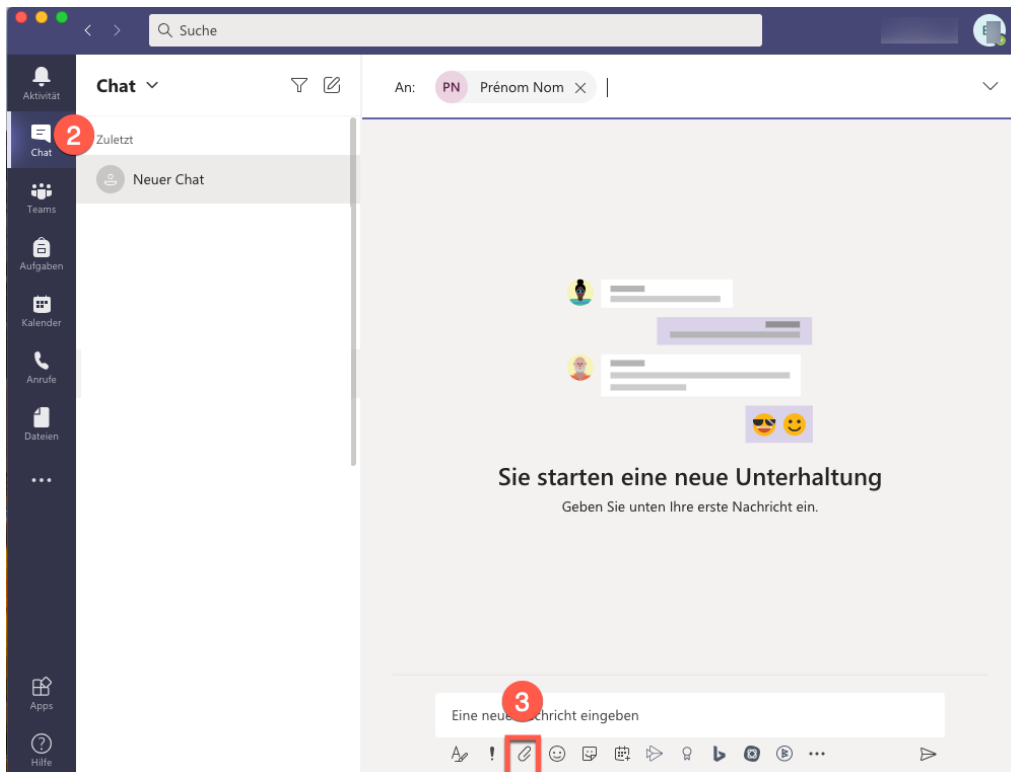 Suche
Aktivität
Chat
Teams
Aufgaben
Kalender
Anrufe
Dateien
Apps
Hilfe
2
Chat
Zuletzt
Neuer Chat
An: PN Prénom Nom
Sie starten eine neue Unterhaltung
Geben Sie unten Ihre erste Nachricht ein.
3
Eine neue Nachricht eingeben